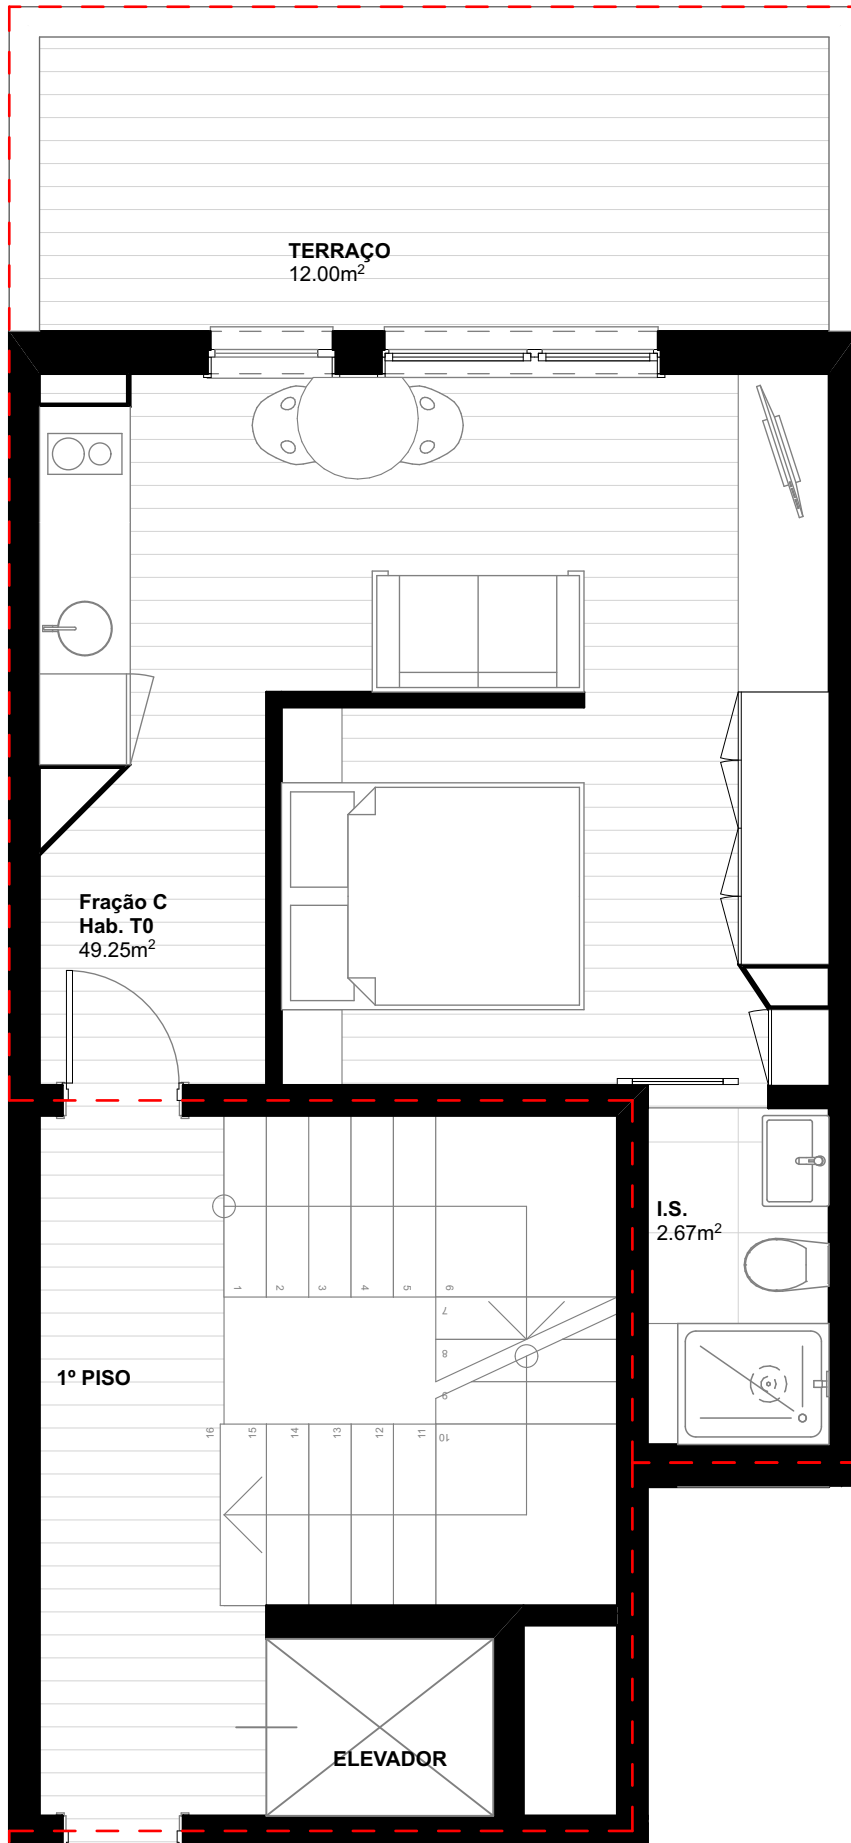 TERRAÇO
12.00m²
Fração C
Hab. T0
49.25m²
I.S.
2.67m²
1 2 3 4 5 6
7
8
9
10
1º PISO
16 15 14 13 12 11
ELEVADOR